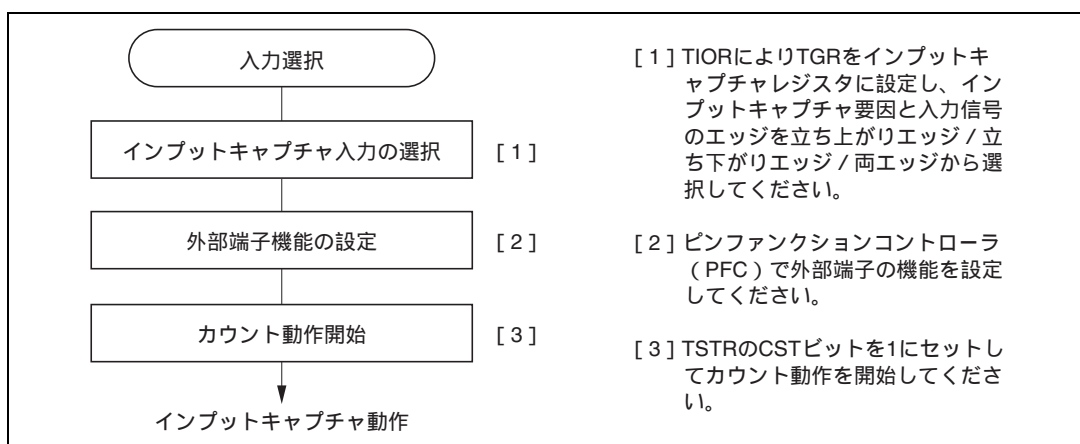 入力選択
インプットキャプチャ入力の選択 [ 1 ]
外部端子機能の設定 [ 2 ]
カウント動作開始 [ 3 ]
インプットキャプチャ動作
[ 1 ] TIORによりTGRをインプットキ
ャプチャレジスタに設定し、イン
プットキャプチャ要因と入力信号
のエッジを立ち上がりエッジ / 立
ち下がりエッジ / 両エッジから選
択してください。
[ 2 ] ピンファンクションコントローラ
( PFC ) で外部端子の機能を設定
してください。
[ 3 ] TSTRのCSTビットを1にセットし
てカウント動作を開始してくださ
い。